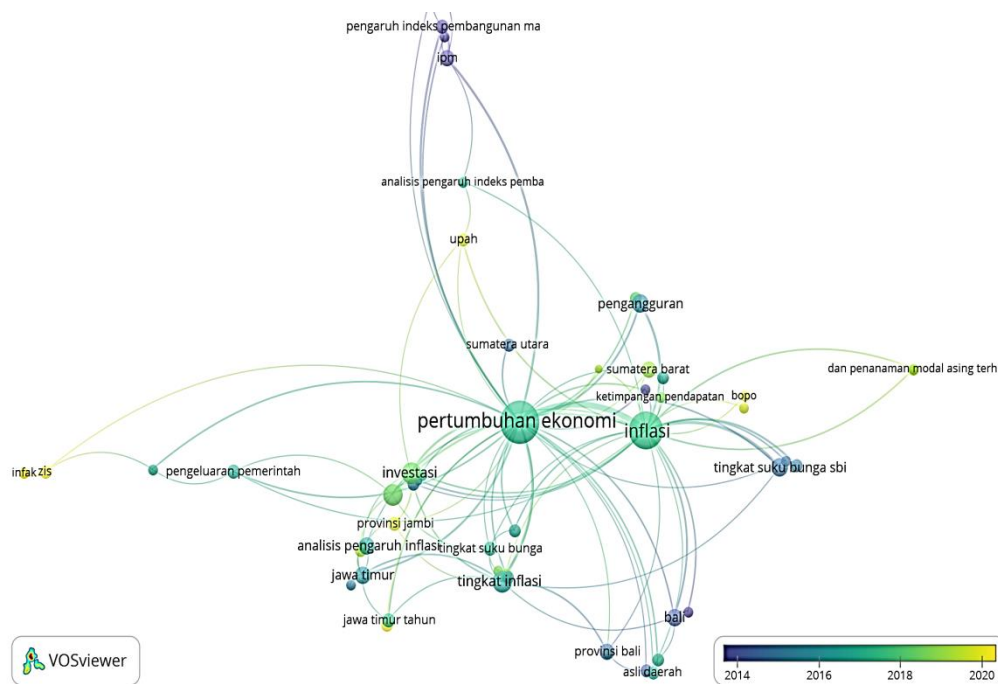 pengaruh indeks pembangunan ma
ipm
analisis pengaruh indeks pemba
upah
pengangguran
sumatera utara
sumatera barat
dan penanaman modal asing terh
ketimpangan pendapatan
bopo
pertumbuhan ekonomi
inflasi
infak
zis
pengeluaran pemerintah
investasi
tingkat suku bunga sbi
provinsi jambi
analisis pengaruh inflasi
tingkat suku bunga
jawa timur
tingkat inflasi
jawa timur tahun
bali
provinsi bali
asli daerah
VOSviewer
2014 2016 2018 2020